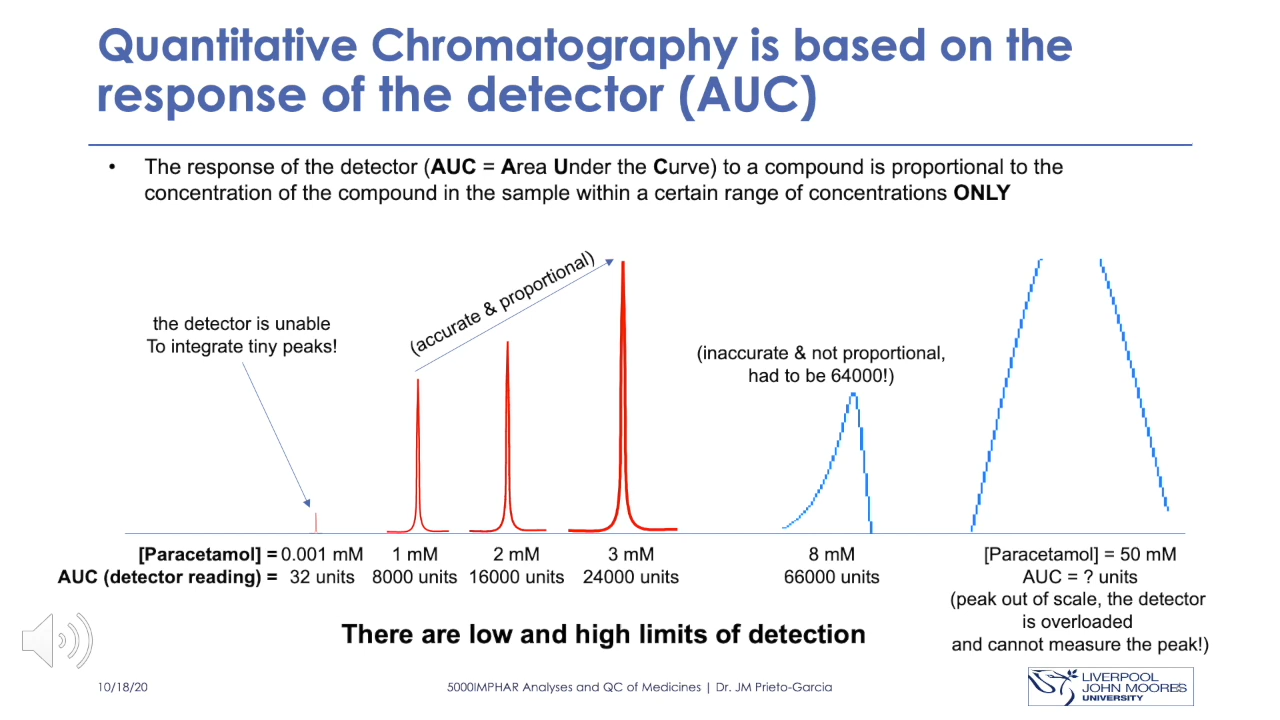 Quantitative Chromatography is based on the
response of the detector (AUC)
• The response of the detector (AUC = Area Under the Curve) to a compound is proportional to the
concentration of the compound in the sample within a certain range of concentrations ONLY
(accurate & proportional)
the detector is unable
To integrate tiny peaks!
(inaccurate & not proportional,
had to be 64000!)
[Paracetamol] = 0.001 mM 1 mM 2 mM 3 mM 8 mM [Paracetamol] = 50 mM
AUC (detector reading) = 32 units 8000 units 16000 units 24000 units 66000 units AUC = ? units
(peak out of scale, the detector
is overloaded
and cannot measure the peak!)
There are low and high limits of detection
10/18/20
5000IMPHAR Analyses and QC of Medicines | Dr. JM Prieto-Garcia
LIVERPOOL
JOHN MOORES
UNIVERSITY